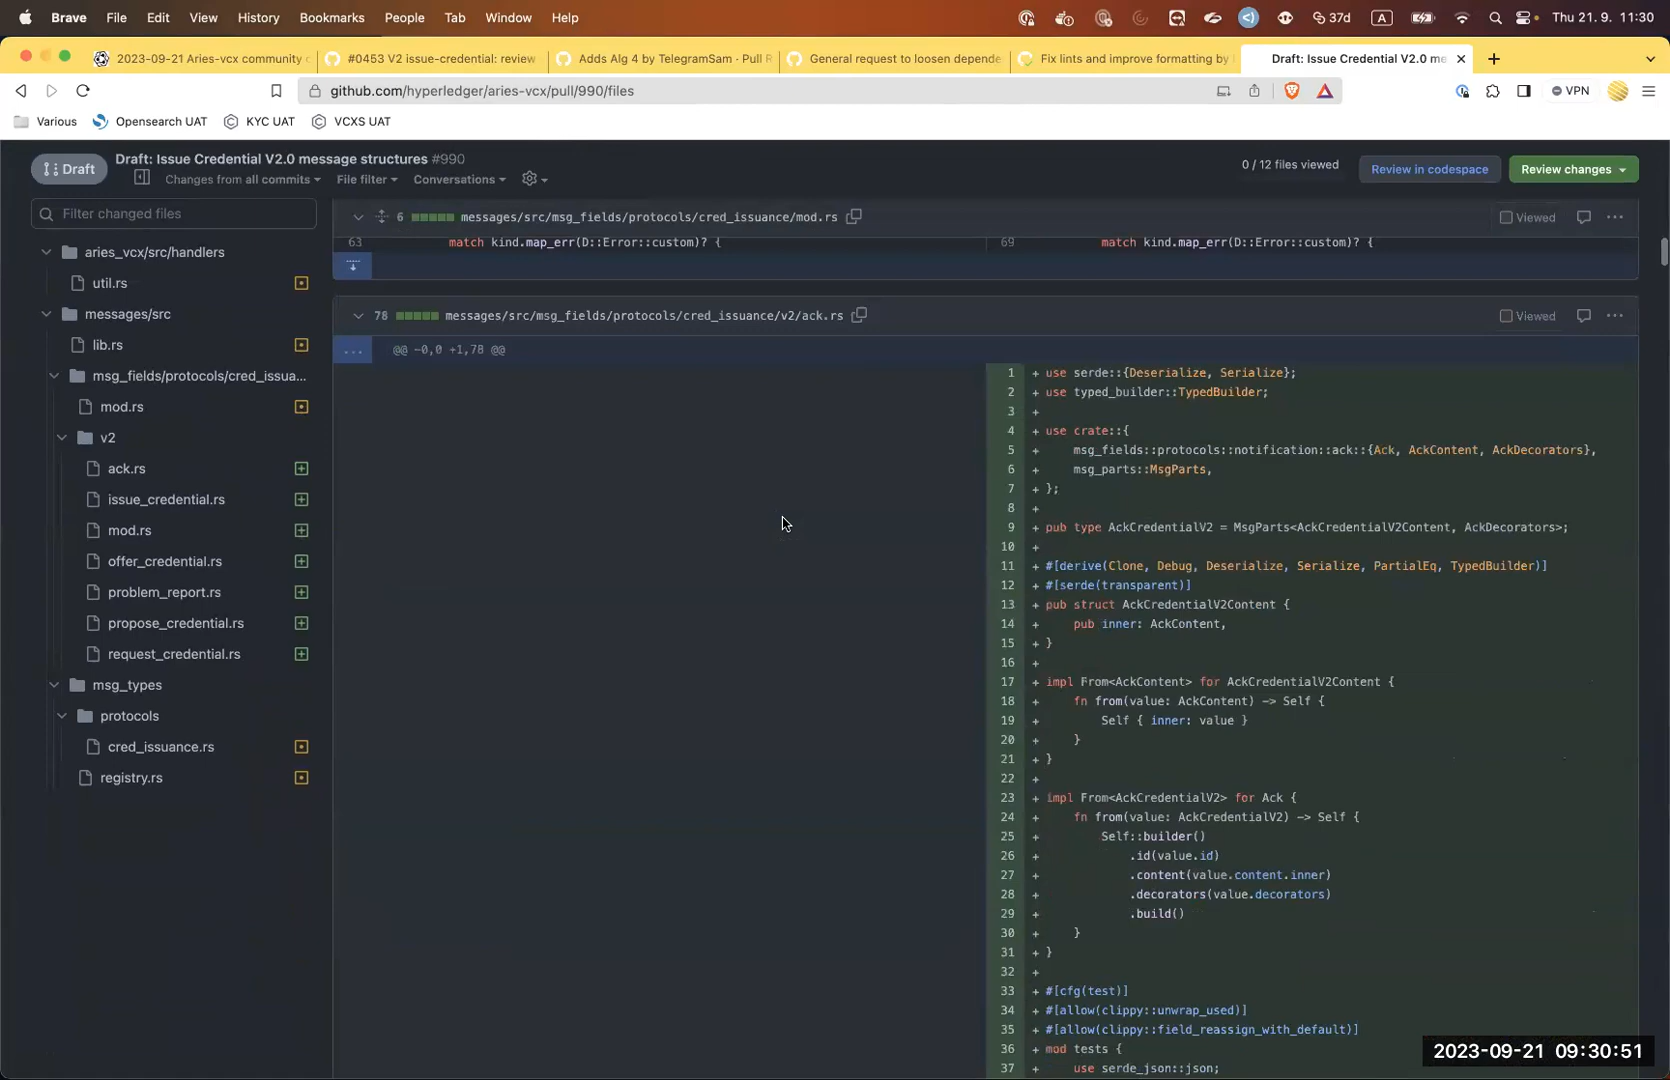 Brave File Edit View History Bookmarks People Tab Window Help 37d A Thu 21. 9. 11:30
2023-09-21 Aries-vcx community c #0453 V2 issue-credential: review Adds Alg 4 by TelegramSam · Pull R General request to loosen depende Fix lints and improve formatting by Draft: Issue Credential V2.0 me
github.com/hyperledger/aries-vcx/pull/990/files VPN
Various Opensearch UAT KYC UAT VCXS UAT
Draft
Draft: Issue Credential V2.0 message structures #990
Changes from all commits File filter Conversations
0 / 12 files viewed Review in codespace Review changes
Filter changed files
aries_vcx/src/handlers
util.rs
messages/src
lib.rs
msg_fields/protocols/cred_issua...
mod.rs
v2
ack.rs
issue_credential.rs
mod.rs
offer_credential.rs
problem_report.rs
propose_credential.rs
request_credential.rs
msg_types
protocols
cred_issuance.rs
registry.rs
6 messages/src/msg_fields/protocols/cred_issuance/mod.rs Viewed
63 match kind.map_err(D::Error::custom)? { 69 match kind.map_err(D::Error::custom)? {
78 messages/src/msg_fields/protocols/cred_issuance/v2/ack.rs Viewed
... @@ -0,0 +1,78 @@
1 + use serde::{Deserialize, Serialize};
2 + use typed_builder::TypedBuilder;
3 +
4 + use crate::{
5 + msg_fields::protocols::notification::ack::{Ack, AckContent, AckDecorators},
6 + msg_parts::MsgParts,
7 + };
8 +
9 + pub type AckCredentialV2 = MsgParts<AckCredentialV2Content, AckDecorators>;
10 +
11 + #[derive(Clone, Debug, Deserialize, Serialize, PartialEq, TypedBuilder)]
12 + #[serde(transparent)]
13 + pub struct AckCredentialV2Content {
14 + pub inner: AckContent,
15 + }
16 +
17 + impl From<AckContent> for AckCredentialV2Content {
18 + fn from(value: AckContent) -> Self {
19 + Self { inner: value }
20 + }
21 + }
22 +
23 + impl From<AckCredentialV2> for Ack {
24 + fn from(value: AckCredentialV2) -> Self {
25 + Self::builder()
26 + .id(value.id)
27 + .content(value.content.inner)
28 + .decorators(value.decorators)
29 + .build()
30 + }
31 + }
32 +
33 + #[cfg(test)]
34 + #[allow(clippy::unwrap_used)]
35 + #[allow(clippy::field_reassign_with_default)]
36 + mod tests {
37 use serde_json::json;
2023-09-21 09:30:51